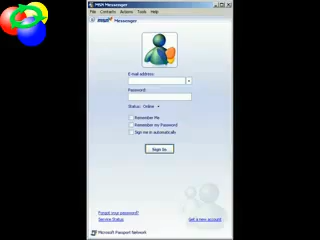 MSN Messenger
File Contacts Actions Tools Help
msn Messenger
E-mail address:
Password:
Status: Online
Remember Me
Remember my Password
Sign me in automatically
Sign In
Forgot your password?
Service Status
Get a new account
Microsoft Passport Network